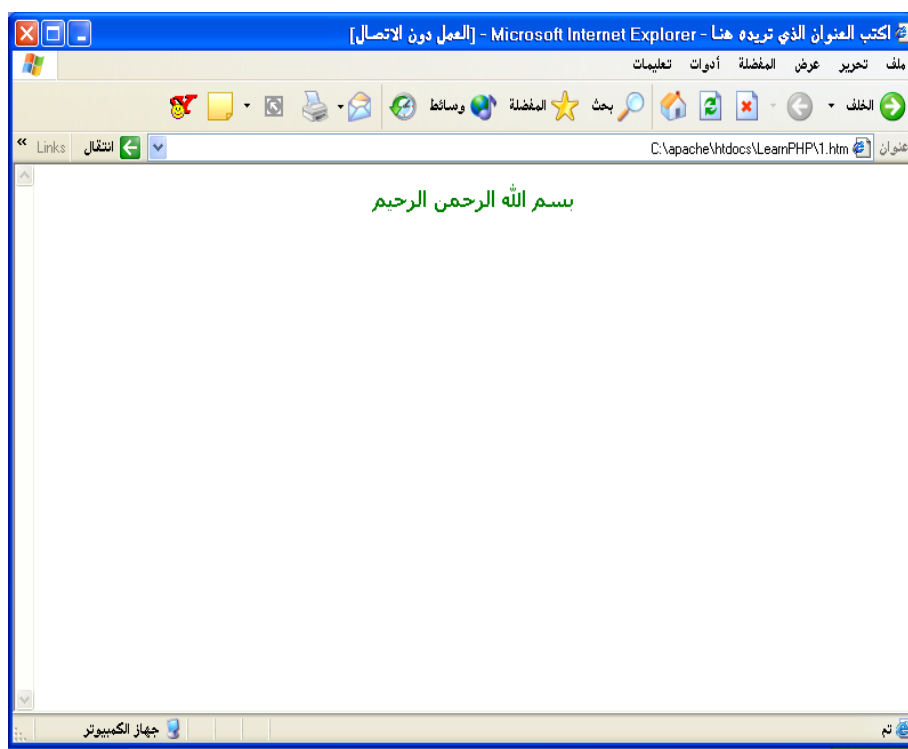 اكتب العنوان الذي تريده هنا - Microsoft Internet Explorer - [العمل دون الاتصال]
ملف تحرير عرض المفضلة أدوات تعليمات
الخلف بحث المفضلة وسائط
عنوان C:\apache\htdocs\LearnPHP\1.htm انتقال Links »
بسم الله الرحمن الرحيم
تم جهاز الكمبيوتر